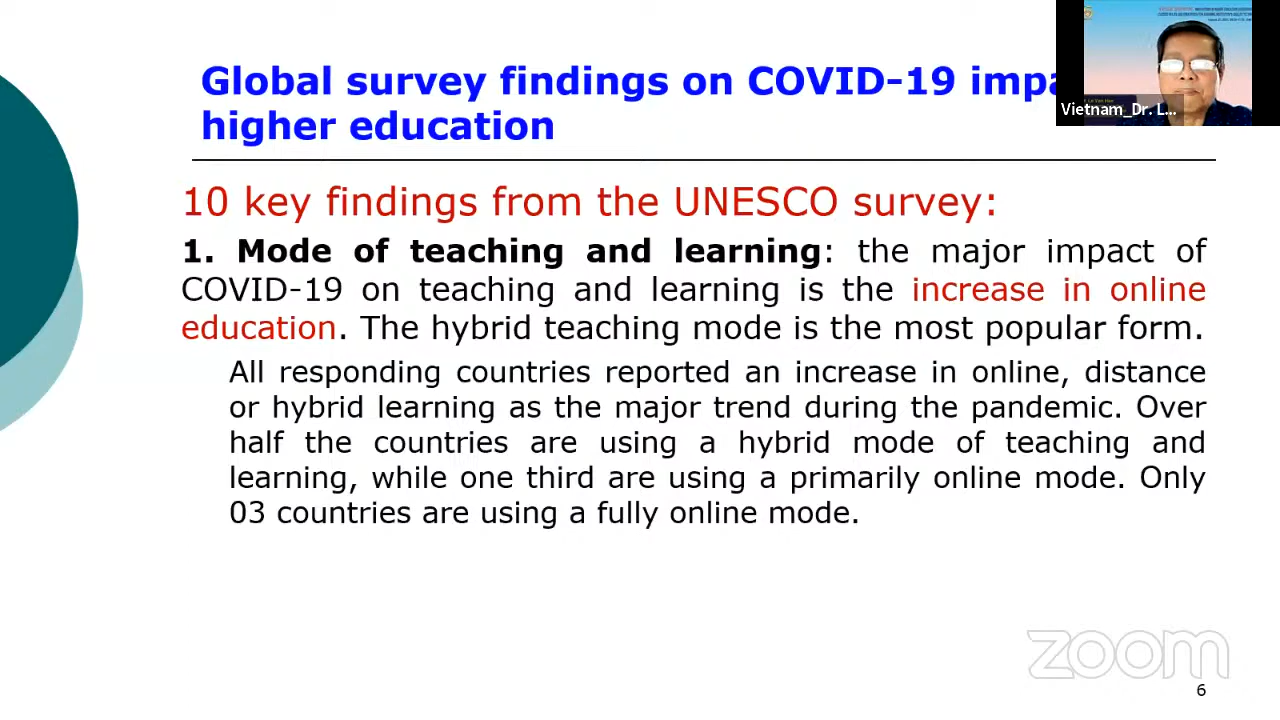 Global survey findings on COVID-19 impa
higher education
Vietnam_Dr. L...
10 key findings from the UNESCO survey:
1. Mode of teaching and learning: the major impact of
COVID-19 on teaching and learning is the increase in online
education. The hybrid teaching mode is the most popular form.
All responding countries reported an increase in online, distance
or hybrid learning as the major trend during the pandemic. Over
half the countries are using a hybrid mode of teaching and
learning, while one third are using a primarily online mode. Only
03 countries are using a fully online mode.
zoom
6